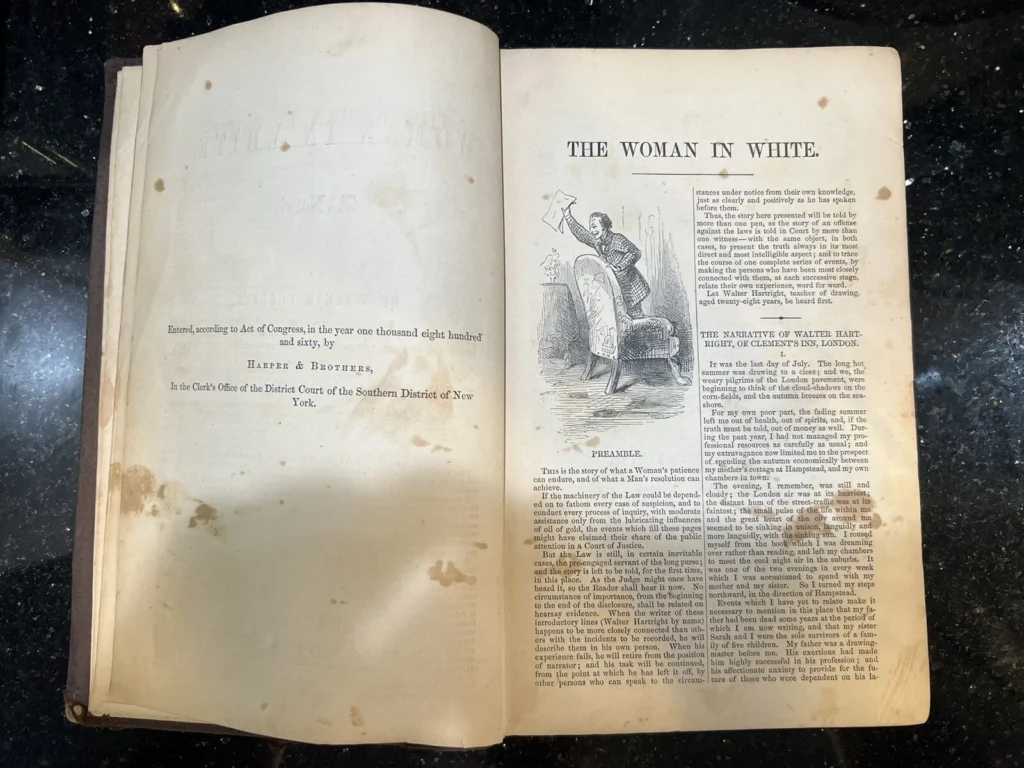 Entered, according to Act of Congress, in the year one thousand eight hundred
and sixty, by
HARPER & BROTHERS,
In the Clerk's Office of the District Court of the Southern District of New
York.
THE WOMAN IN WHITE.
PREAMBLE.
THIS is the story of what a Woman's patience
can endure, and of what a Man's resolution can
achieve.
If the machinery of the Law could be depend-
ed on to fathom every case of suspicion, and to
conduct every process of inquiry, with moderate
assistance only from the lubricating influences
of oil of gold, the events which fill these pages
might have claimed their share of the public
attention in a Court of Justice.
But the Law is still, in certain inevitable
cases, the pre-engaged servant of the long purse;
and the story is left to be told, for the first time,
in this place. As the Judge might once have
heard it, so the Reader shall hear it now. No
circumstance of importance, from the beginning
to the end of the disclosure, shall be related on
hearsay evidence. When the writer of these
introductory lines (Walter Hartright by name)
happens to be more closely connected than oth-
ers with the incidents to be recorded, he will
describe them in his own person. When his
experience fails, he will retire from the position
of narrator; and his task will be continued,
from the point at which he has left it off, by
other persons who can speak to the circum-
stances under notice from their own knowledge,
just as clearly and positively as he has spoken
before them.
Thus, the story here presented will be told by
more than one pen, as the story of an offense
against the laws is told in Court by more than
one witness—with the same object, in both
cases, to present the truth always in its most
direct and most intelligible aspect; and to trace
the course of one complete series of events, by
making the persons who have been most closely
connected with them, at each successive stage,
relate their own experience, word for word.
Let Walter Hartright, teacher of drawing,
aged twenty-eight years, be heard first.
THE NARRATIVE OF WALTER HART-
RIGHT, OF CLEMENT'S INN, LONDON.
I.
IT was the last day of July. The long hot
summer was drawing to a close; and we, the
weary pilgrims of the London pavement, were
beginning to think of the cloud-shadows on the
corn-fields, and the autumn breezes on the sea-
shore.
For my own poor part, the fading summer
left me out of health, out of spirits, and, if the
truth must be told, out of money as well. Dur-
ing the past year, I had not managed my pro-
fessional resources as carefully as usual; and
my extravagance now limited me to the prospect
of spending the autumn economically between
my mother's cottage at Hampstead, and my own
chambers in town.
The evening, I remember, was still and
cloudy; the London air was at its heaviest;
the distant hum of the street-traffic was at its
faintest; the small pulse of the life within me
and the great heart of the city around me
seemed to be sinking in unison, languidly and
more languidly, with the sinking sun. I roused
myself from the book which I was dreaming
over rather than reading, and left my chambers
to meet the cool night air in the suburbs. It
was one of the two evenings in every week
which I was accustomed to spend with my
mother and my sister. So I turned my steps
northward, in the direction of Hampstead.
Events which I have yet to relate make it
necessary to mention in this place that my fa-
ther had been dead some years at the period of
which I am now writing, and that my sister
Sarah and I were the sole survivors of a fam-
ily of five children. My father was a drawing-
master before me. His exertions had made
him highly successful in his profession; and
his affectionate anxiety to provide for the fu-
ture of those who were dependent on his la-